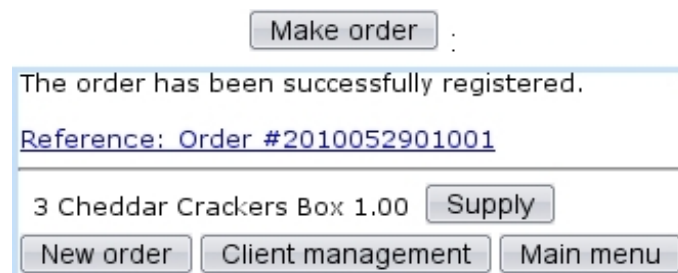 Make order :
The order has been successfully registered.
Reference: Order #2010052901001
3 Cheddar Crackers Box 1.00 Supply
New order Client management Main menu